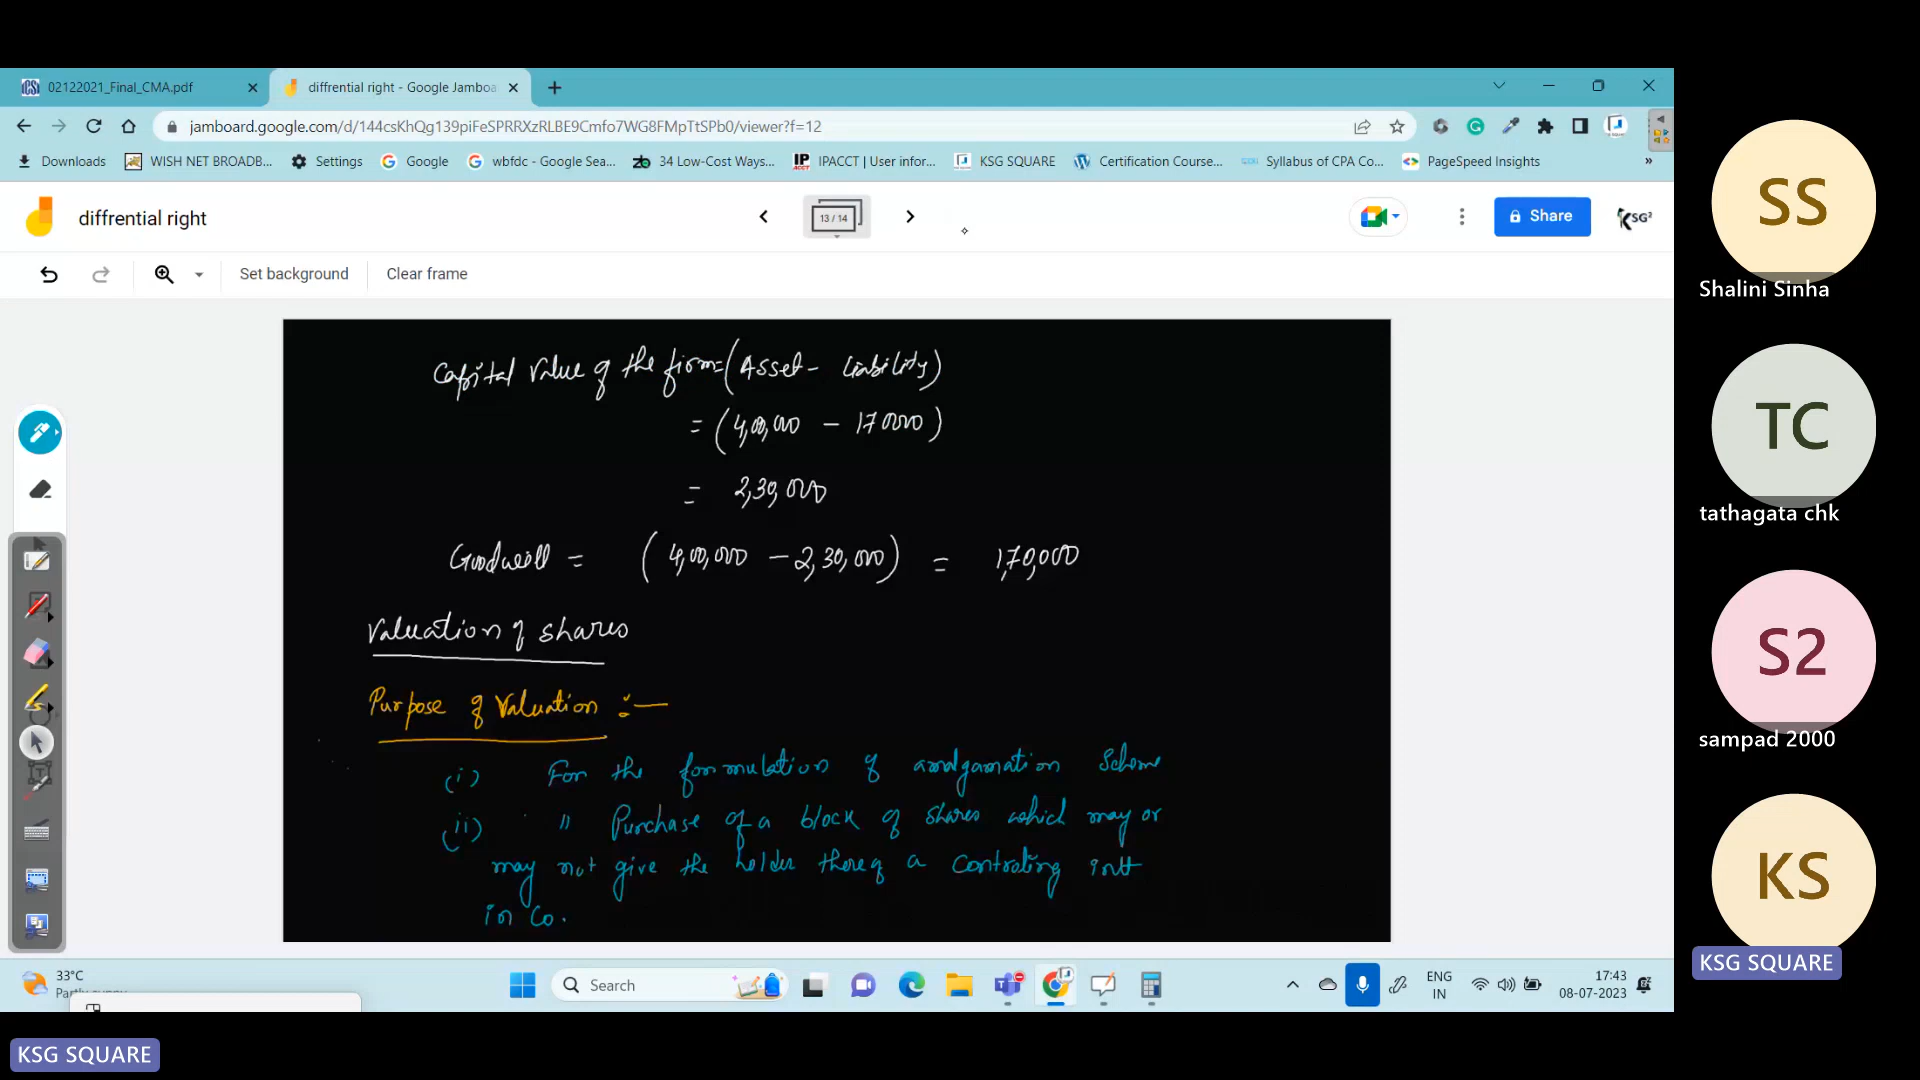 02122021_Final_CMA.pdf
diffrential right - Google Jamboa
jamboard.google.com/d/144csKhQg139piFeSPRRXzRLBE9Cmfo7WG8FMpTtSPb0/viewer?f=12
Downloads WISH NET BROADB... Settings Google wbfdc - Google Sea... 34 Low-Cost Ways... IPACCT | User infor... KSG SQUARE Certification Course... Syllabus of CPA Co... PageSpeed Insights »
diffrential right
13 / 14
Share
KSG²
Set background
Clear frame
Capital Value of the firm = (Asset - Liability)
= (4,00,000 - 17000)
= 2,30,000
Goodwill = (4,00,000 - 2,30,000) = 1,70,000
Valuation of shares
Purpose of Valuation :-
(i) For the formulation of amalgamation Scheme
(ii) " Purchase of a block of shares which may or
may not give the holder thereof a controlling intt
in Co.
SS
Shalini Sinha
TC
tathagata chk
S2
sampad 2000
KS
KSG SQUARE
33°C
Search
ENG
IN
17:43
08-07-2023
KSG SQUARE